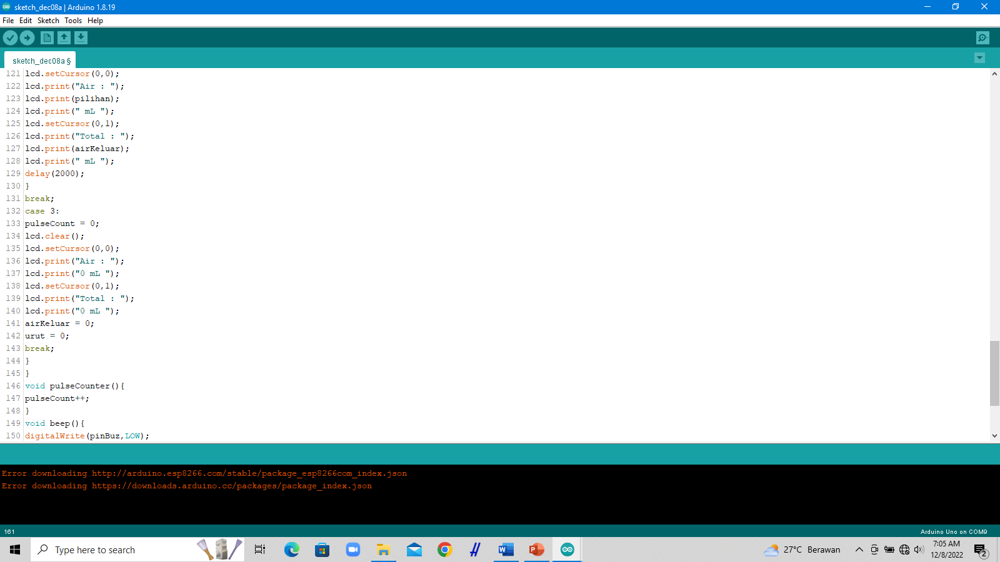 sketch_dec08a | Arduino 1.8.19
File Edit Sketch Tools Help
sketch_dec08a §
121 lcd.setCursor(0,0);
122 lcd.print("Air : ");
123 lcd.print(pilihan);
124 lcd.print(" mL ");
125 lcd.setCursor(0,1);
126 lcd.print("Total : ");
127 lcd.print(airKeluar);
128 lcd.print(" mL ");
129 delay(2000);
130 }
131 break;
132 case 3:
133 pulseCount = 0;
134 lcd.clear();
135 lcd.setCursor(0,0);
136 lcd.print("Air : ");
137 lcd.print("0 mL ");
138 lcd.setCursor(0,1);
139 lcd.print("Total : ");
140 lcd.print("0 mL ");
141 airKeluar = 0;
142 urut = 0;
143 break;
144 }
145 }
146 void pulseCounter(){
147 pulseCount++;
148 }
149 void beep(){
150 digitalWrite(pinBuz,LOW);
Error downloading http://arduino.esp8266.com/stable/package_esp8266com_index.json
Error downloading https://downloads.arduino.cc/packages/package_index.json
161 Arduino Uno on COM9
Type here to search
27°C Berawan
7:05 AM
12/8/2022
2